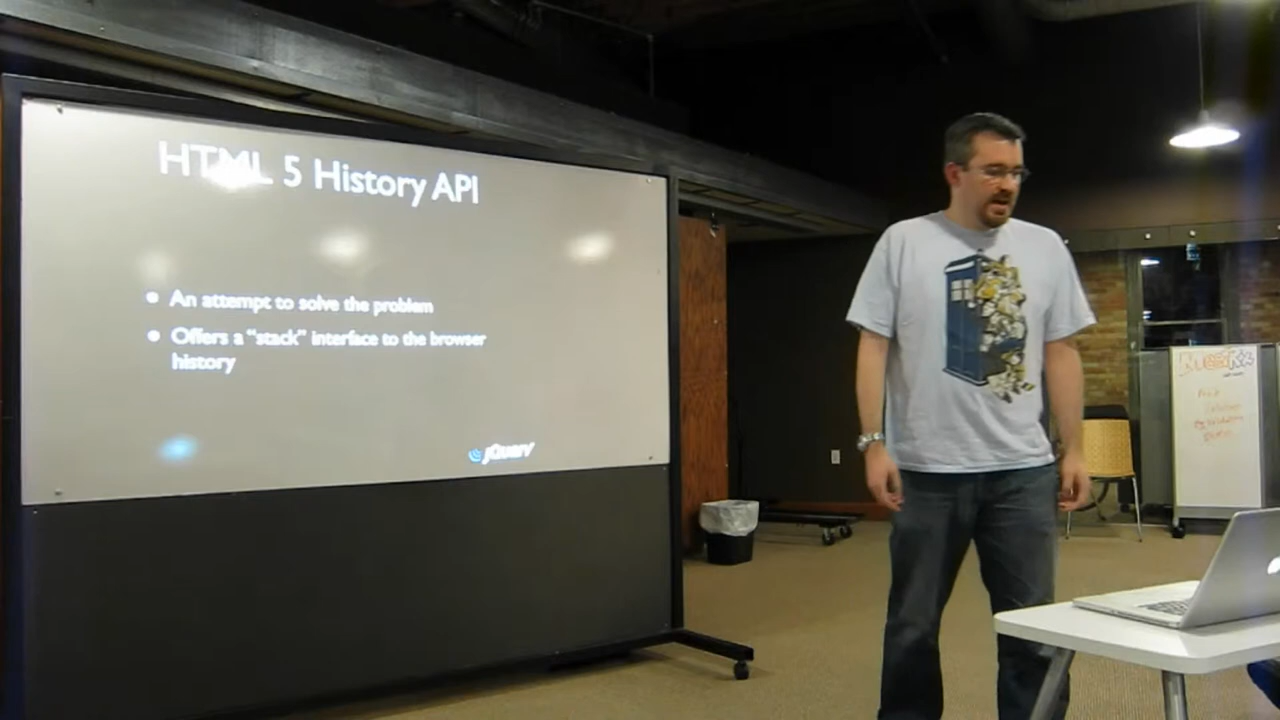 HTML 5 History API
• An attempt to solve the problem
• Offers a “stack” interface to the browser
history
jQuery